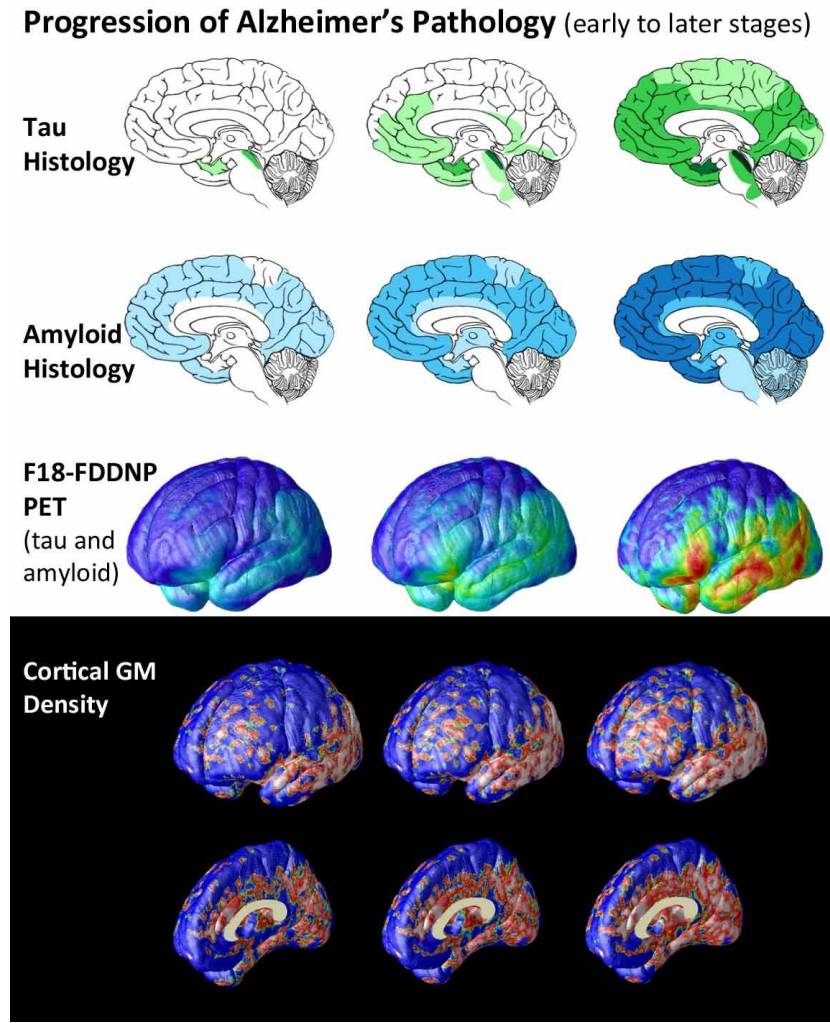 Progression of Alzheimer's Pathology (early to later stages)
Tau
Histology
Amyloid
Histology
F18-FDDNP
PET
(tau and
amyloid)
Cortical GM
Density